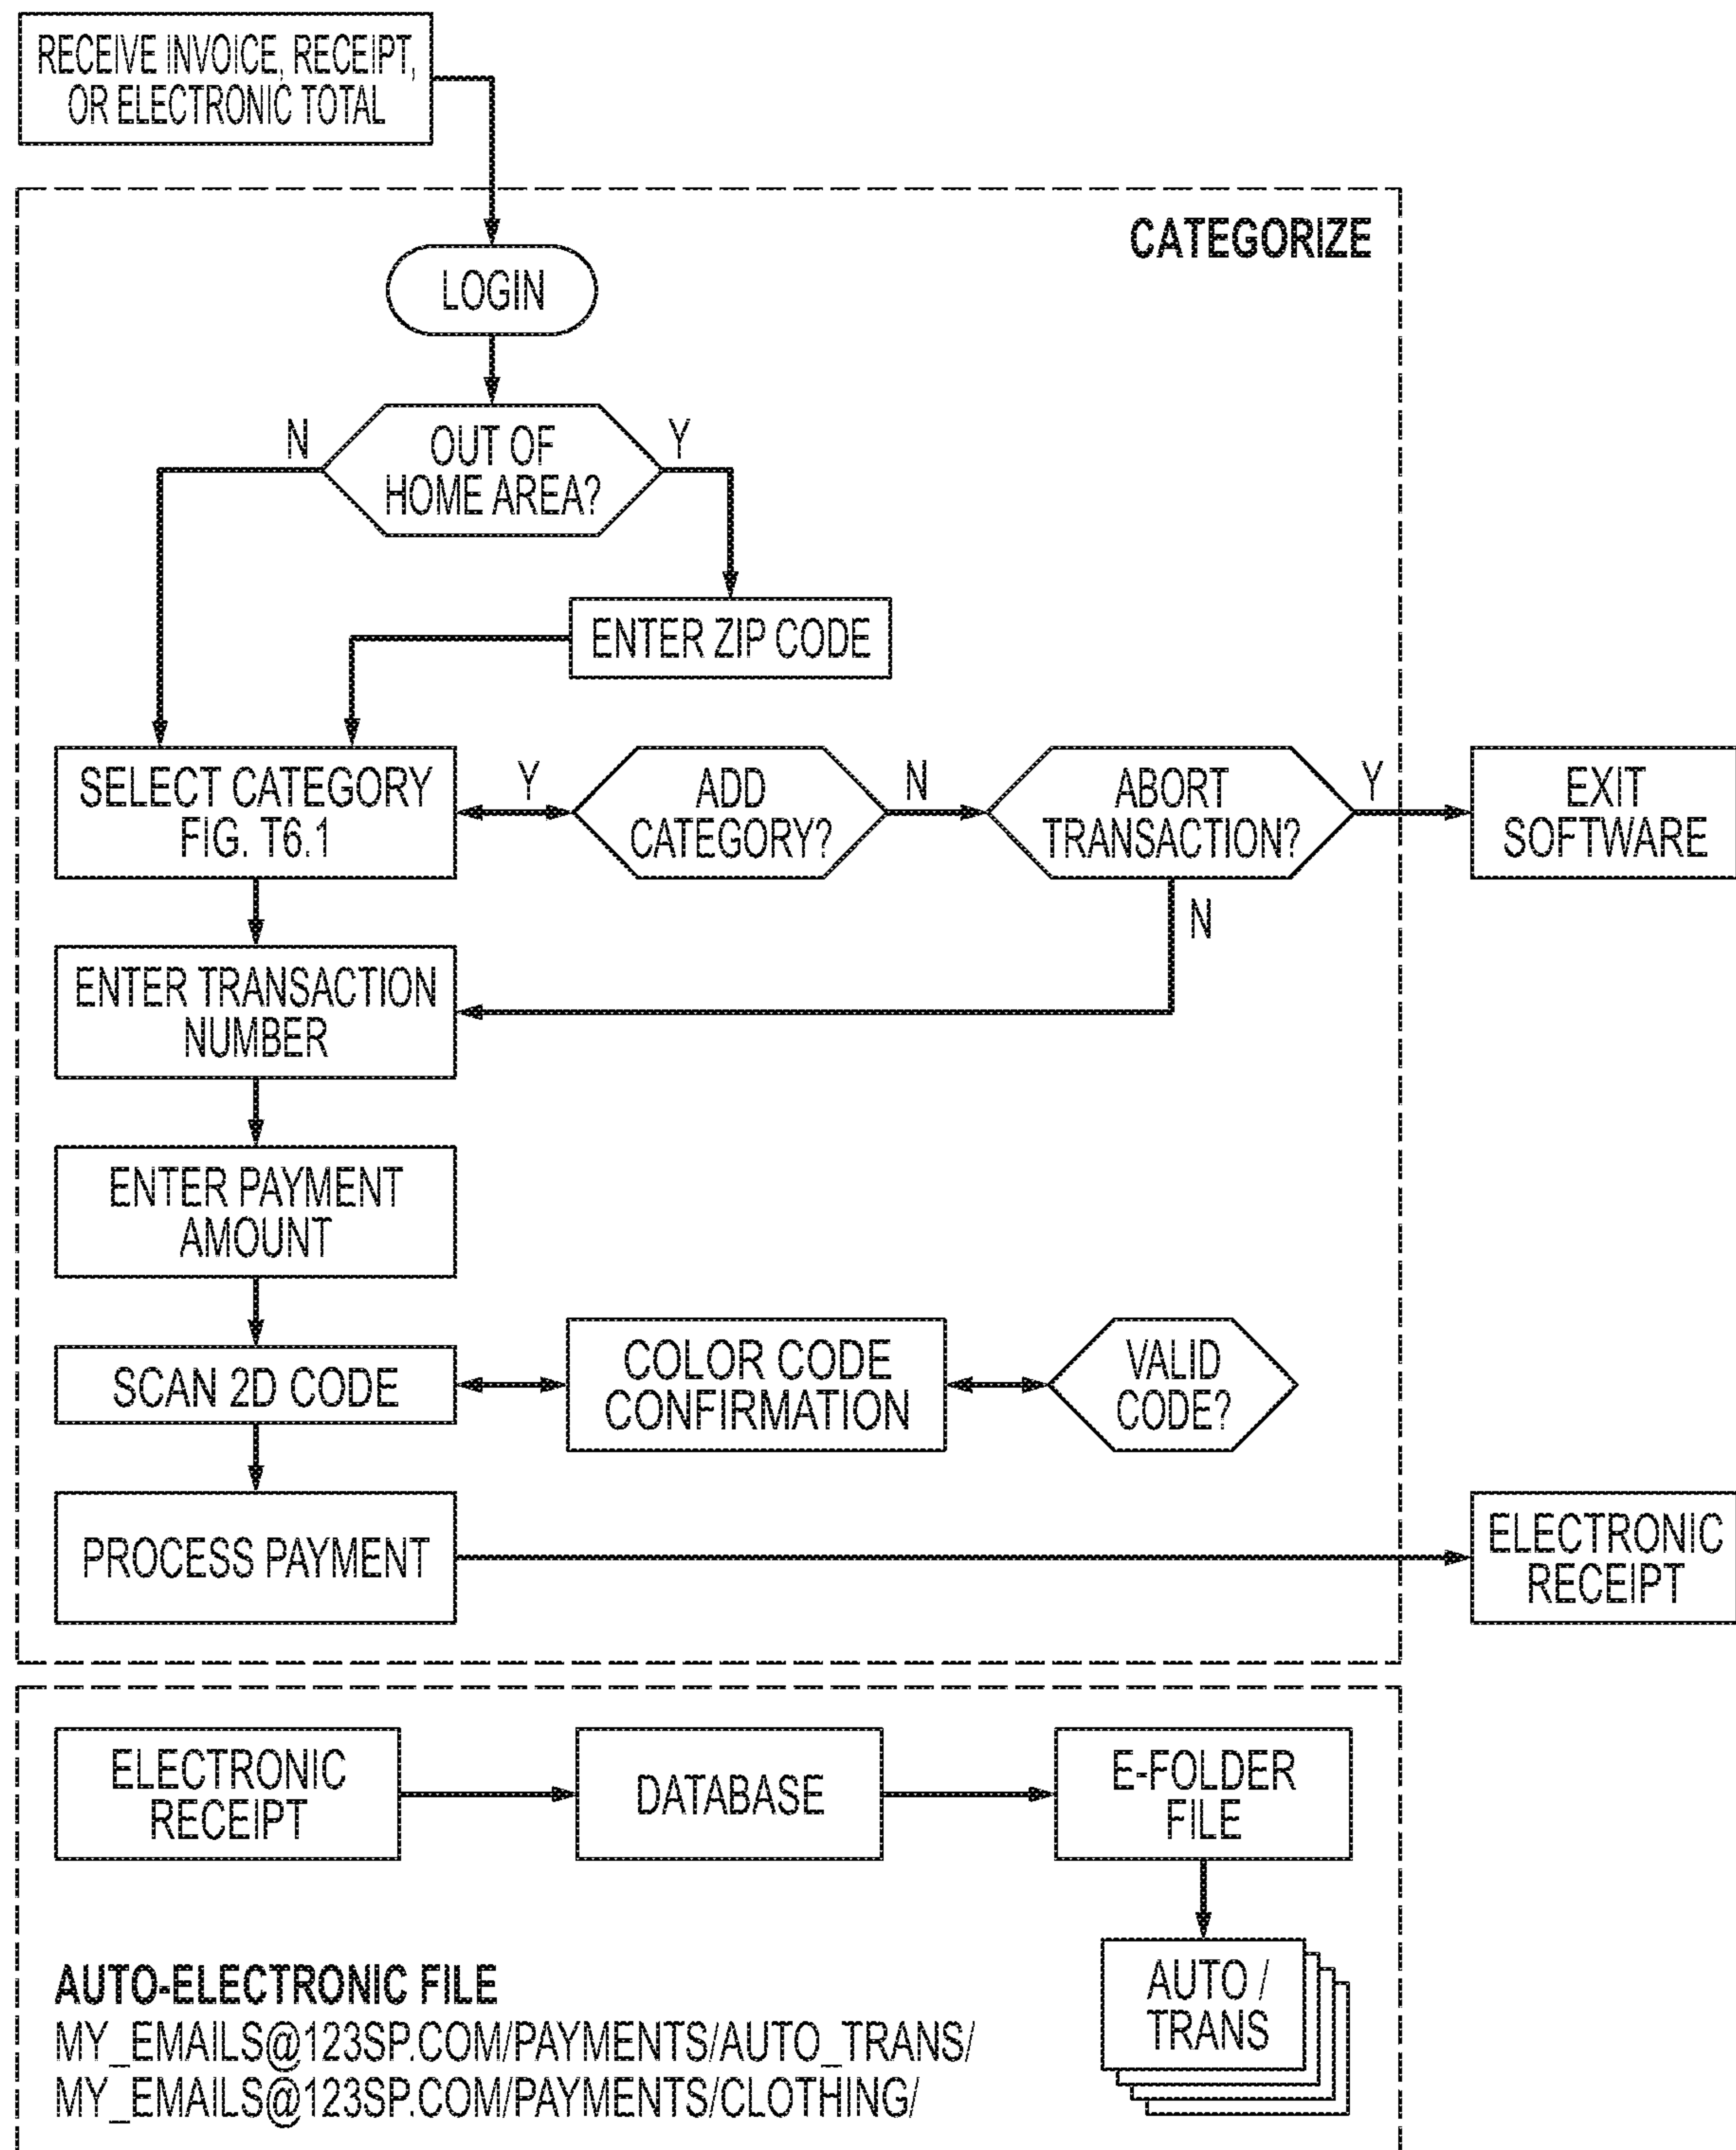 RECEIVE INVOICE, RECEIPT,
OR ELECTRONIC TOTAL
CATEGORIZE
LOGIN
N
OUT OF
HOME AREA?
Y
ENTER ZIP CODE
SELECT CATEGORY
FIG. T6.1
Y
ADD
CATEGORY?
N
ABORT
TRANSACTION?
Y
EXIT
SOFTWARE
N
ENTER TRANSACTION
NUMBER
ENTER PAYMENT
AMOUNT
SCAN 2D CODE
COLOR CODE
CONFIRMATION
VALID
CODE?
PROCESS PAYMENT
ELECTRONIC
RECEIPT
ELECTRONIC
RECEIPT
DATABASE
E-FOLDER
FILE
AUTO /
TRANS
AUTO-ELECTRONIC FILE
MY_EMAILS@123SP.COM/PAYMENTS/AUTO_TRANS/
MY_EMAILS@123SP.COM/PAYMENTS/CLOTHING/